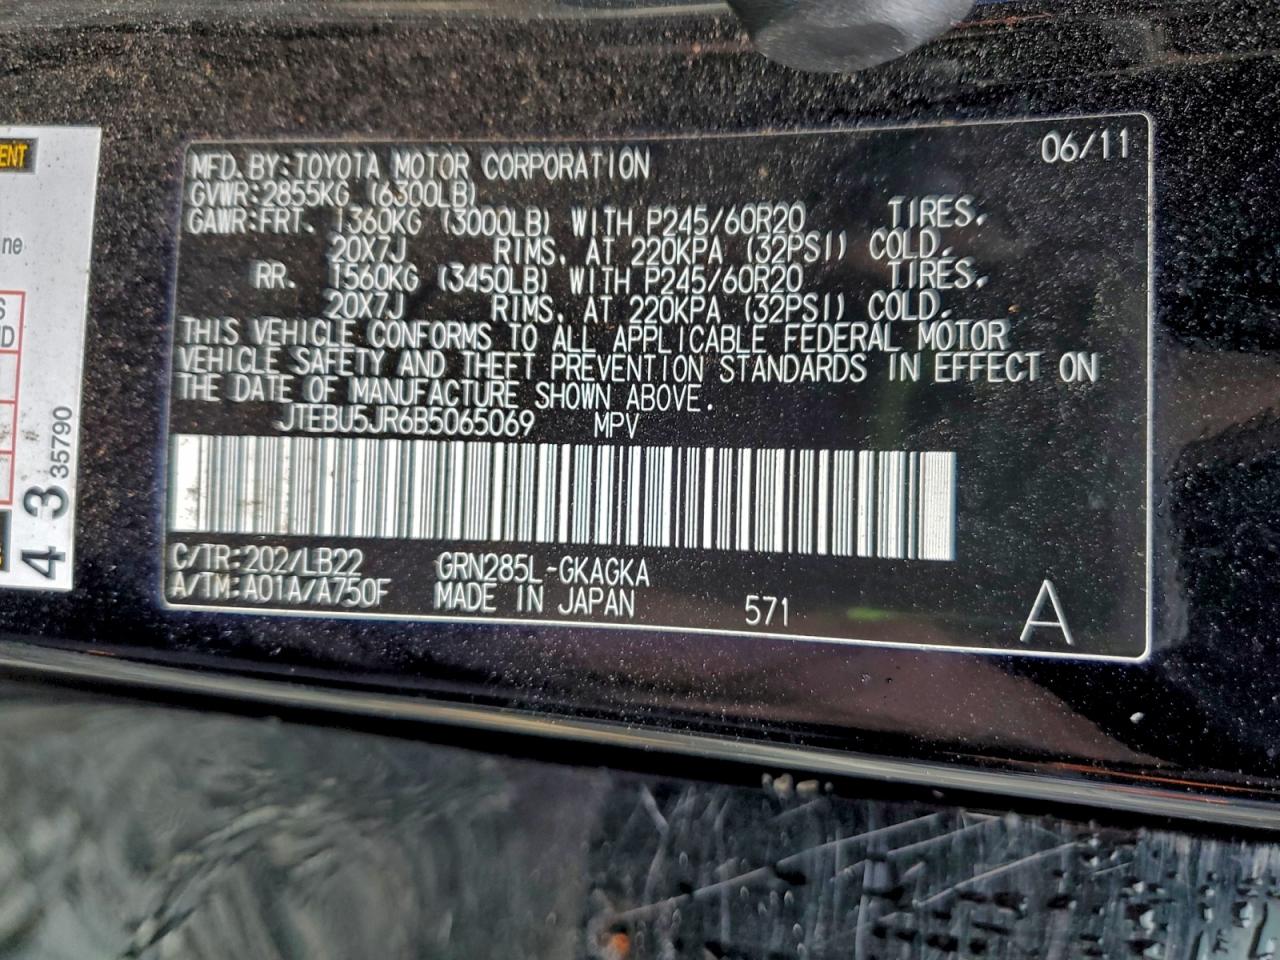 06/11
MFD.BY:TOYOTA MOTOR CORPORATION
GVWR:2855KG (6300LB)
GAWR:FRT. 1360KG (3000LB) WITH P245/60R20 TIRES,
20X7J RIMS, AT 220KPA (32PSI) COLD.
RR. 1560KG (3450LB) WITH P245/60R20 TIRES,
20X7J RIMS, AT 220KPA (32PSI) COLD.
THIS VEHICLE CONFORMS TO ALL APPLICABLE FEDERAL MOTOR
VEHICLE SAFETY AND THEFT PREVENTION STANDARDS IN EFFECT ON
THE DATE OF MANUFACTURE SHOWN ABOVE.
JTEBU5JR6B5065069 MPV
C/TR:202/LB22 GRN285L-GKAGKA
A/TM:A01A/A750F MADE IN JAPAN 571 A
43 35790